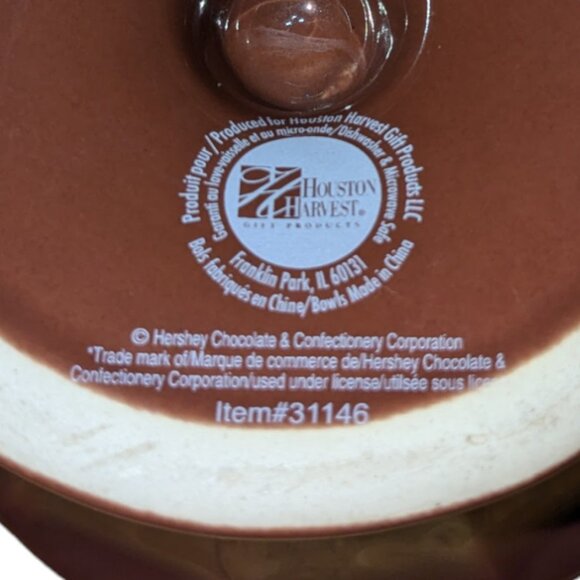 Produit pour/Produced for Houston Harvest Gift Products LLC
Garanti au lave-vaisselle et au micro-onde/Dishwasher & Microwave Safe
HOUSTON
HARVEST®
GIFT PRODUCTS
Franklin Park, IL 60131
Bols fabriqués en Chine/Bowls Made in China
© Hershey Chocolate & Confectionery Corporation
*Trade mark of/Marque de commerce de/Hershey Chocolate &
Confectionery Corporation/used under license/utilisée sous
Item#31146